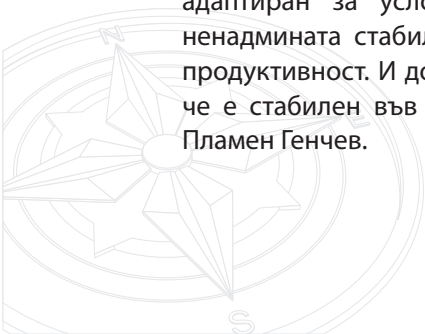 адаптиран за усло
ненадмината стабил
продуктивност. И до
че е стабилен във
Пламен Генчев.
N
E
S